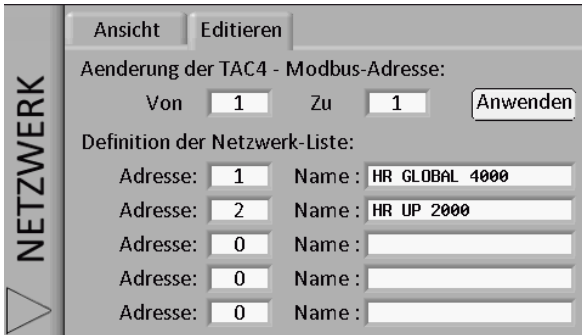 NETZWERK
Ansicht Editieren
Aenderung der TAC4 - Modbus-Adresse:
Von 1 Zu 1 Anwenden
Definition der Netzwerk-Liste:
Adresse: 1 Name : HR GLOBAL 4000
Adresse: 2 Name : HR UP 2000
Adresse: 0 Name :
Adresse: 0 Name :
Adresse: 0 Name :